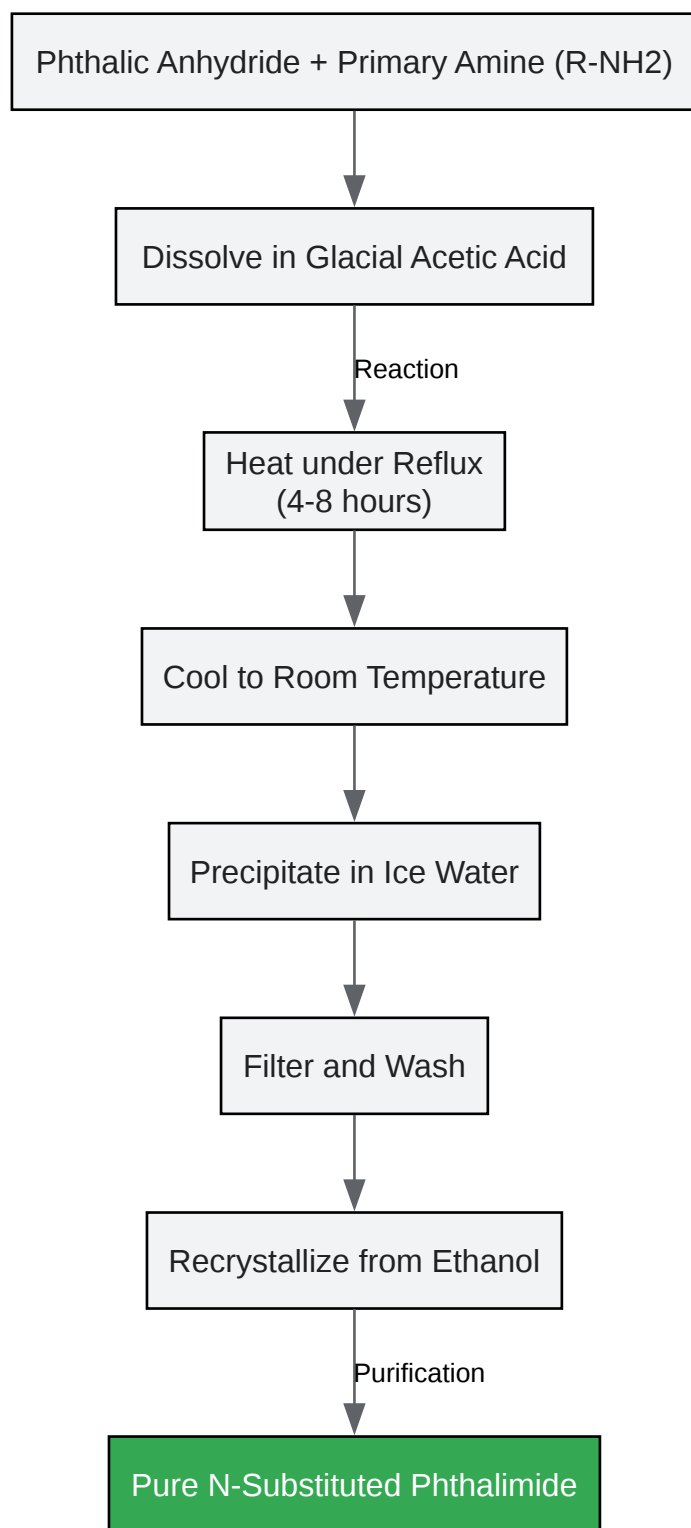 Phthalic Anhydride + Primary Amine (R-NH2)
Dissolve in Glacial Acetic Acid
Reaction
Heat under Reflux
(4-8 hours)
Cool to Room Temperature
Precipitate in Ice Water
Filter and Wash
Recrystallize from Ethanol
Purification
Pure N-Substituted Phthalimide